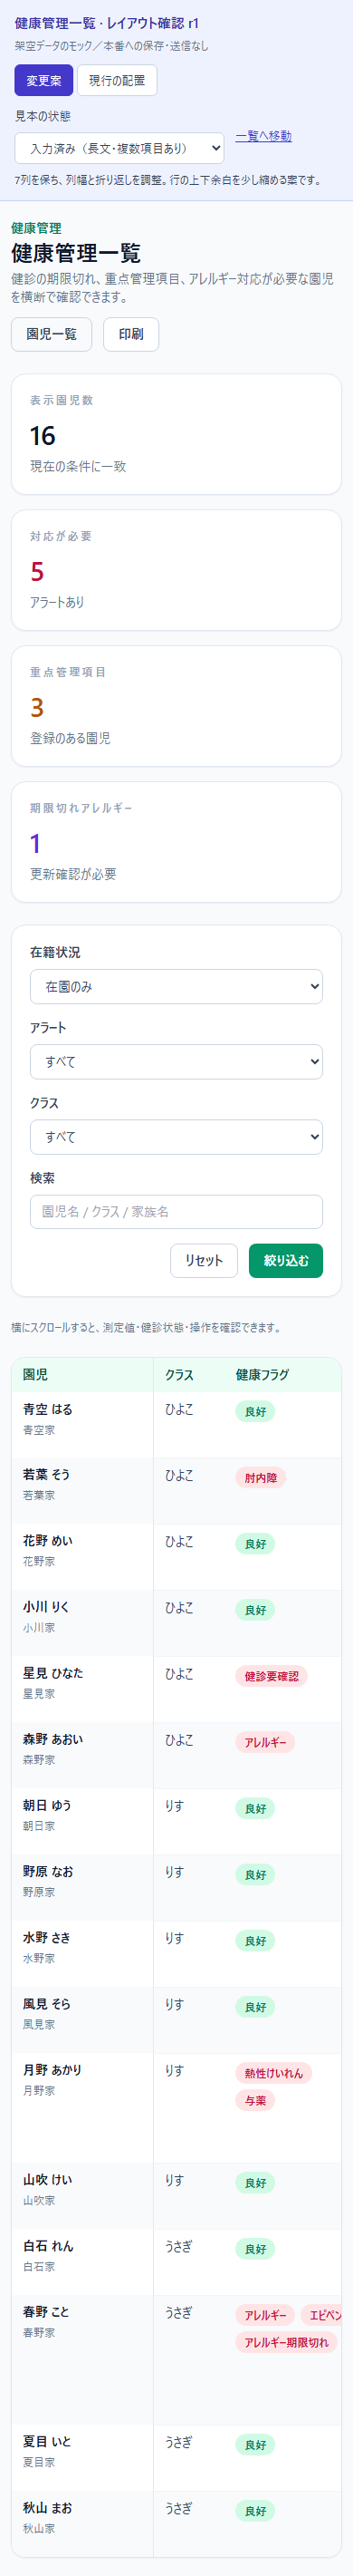 健康管理一覧・レイアウト確認 r1
架空データのモック／本番への保存・送信なし
変更案 現行の配置
見本の状態
入力済み（長文・複数項目あり） 一覧へ移動
7列を保ち、列幅と折り返しを調整。行の上下余白を少し縮める案です。
健康管理
健康管理一覧
健診の期限切れ、重点管理項目、アレルギー対応が必要な園児
を横断で確認できます。
園児一覧 印刷
表示園児数
16
現在の条件に一致
対応が必要
5
アラートあり
重点管理項目
3
登録のある園児
期限切れアレルギー
1
更新確認が必要
在籍状況
在園のみ
アラート
すべて
クラス
すべて
検索
園児名 / クラス / 家族名
リセット 絞り込む
横にスクロールすると、測定値・健診状態・操作を確認できます。
園児 クラス 健康フラグ
青空 はる ひよこ 良好
青空家
若葉 そう ひよこ 肘内障
若葉家
花野 めい ひよこ 良好
花野家
小川 りく ひよこ 良好
小川家
星見 ひなた ひよこ 健診要確認
星見家
森野 あおい ひよこ アレルギー
森野家
朝日 ゆう りす 良好
朝日家
野原 なお りす 良好
野原家
水野 さき りす 良好
水野家
風見 そら りす 良好
風見家
月野 あかり りす 熱性けいれん
月野家 与薬
山吹 けい りす 良好
山吹家
白石 れん うさぎ 良好
白石家
春野 こと うさぎ アレルギー エピペン
春野家 アレルギー期限切れ
夏目 いと うさぎ 良好
夏目家
秋山 まお うさぎ 良好
秋山家